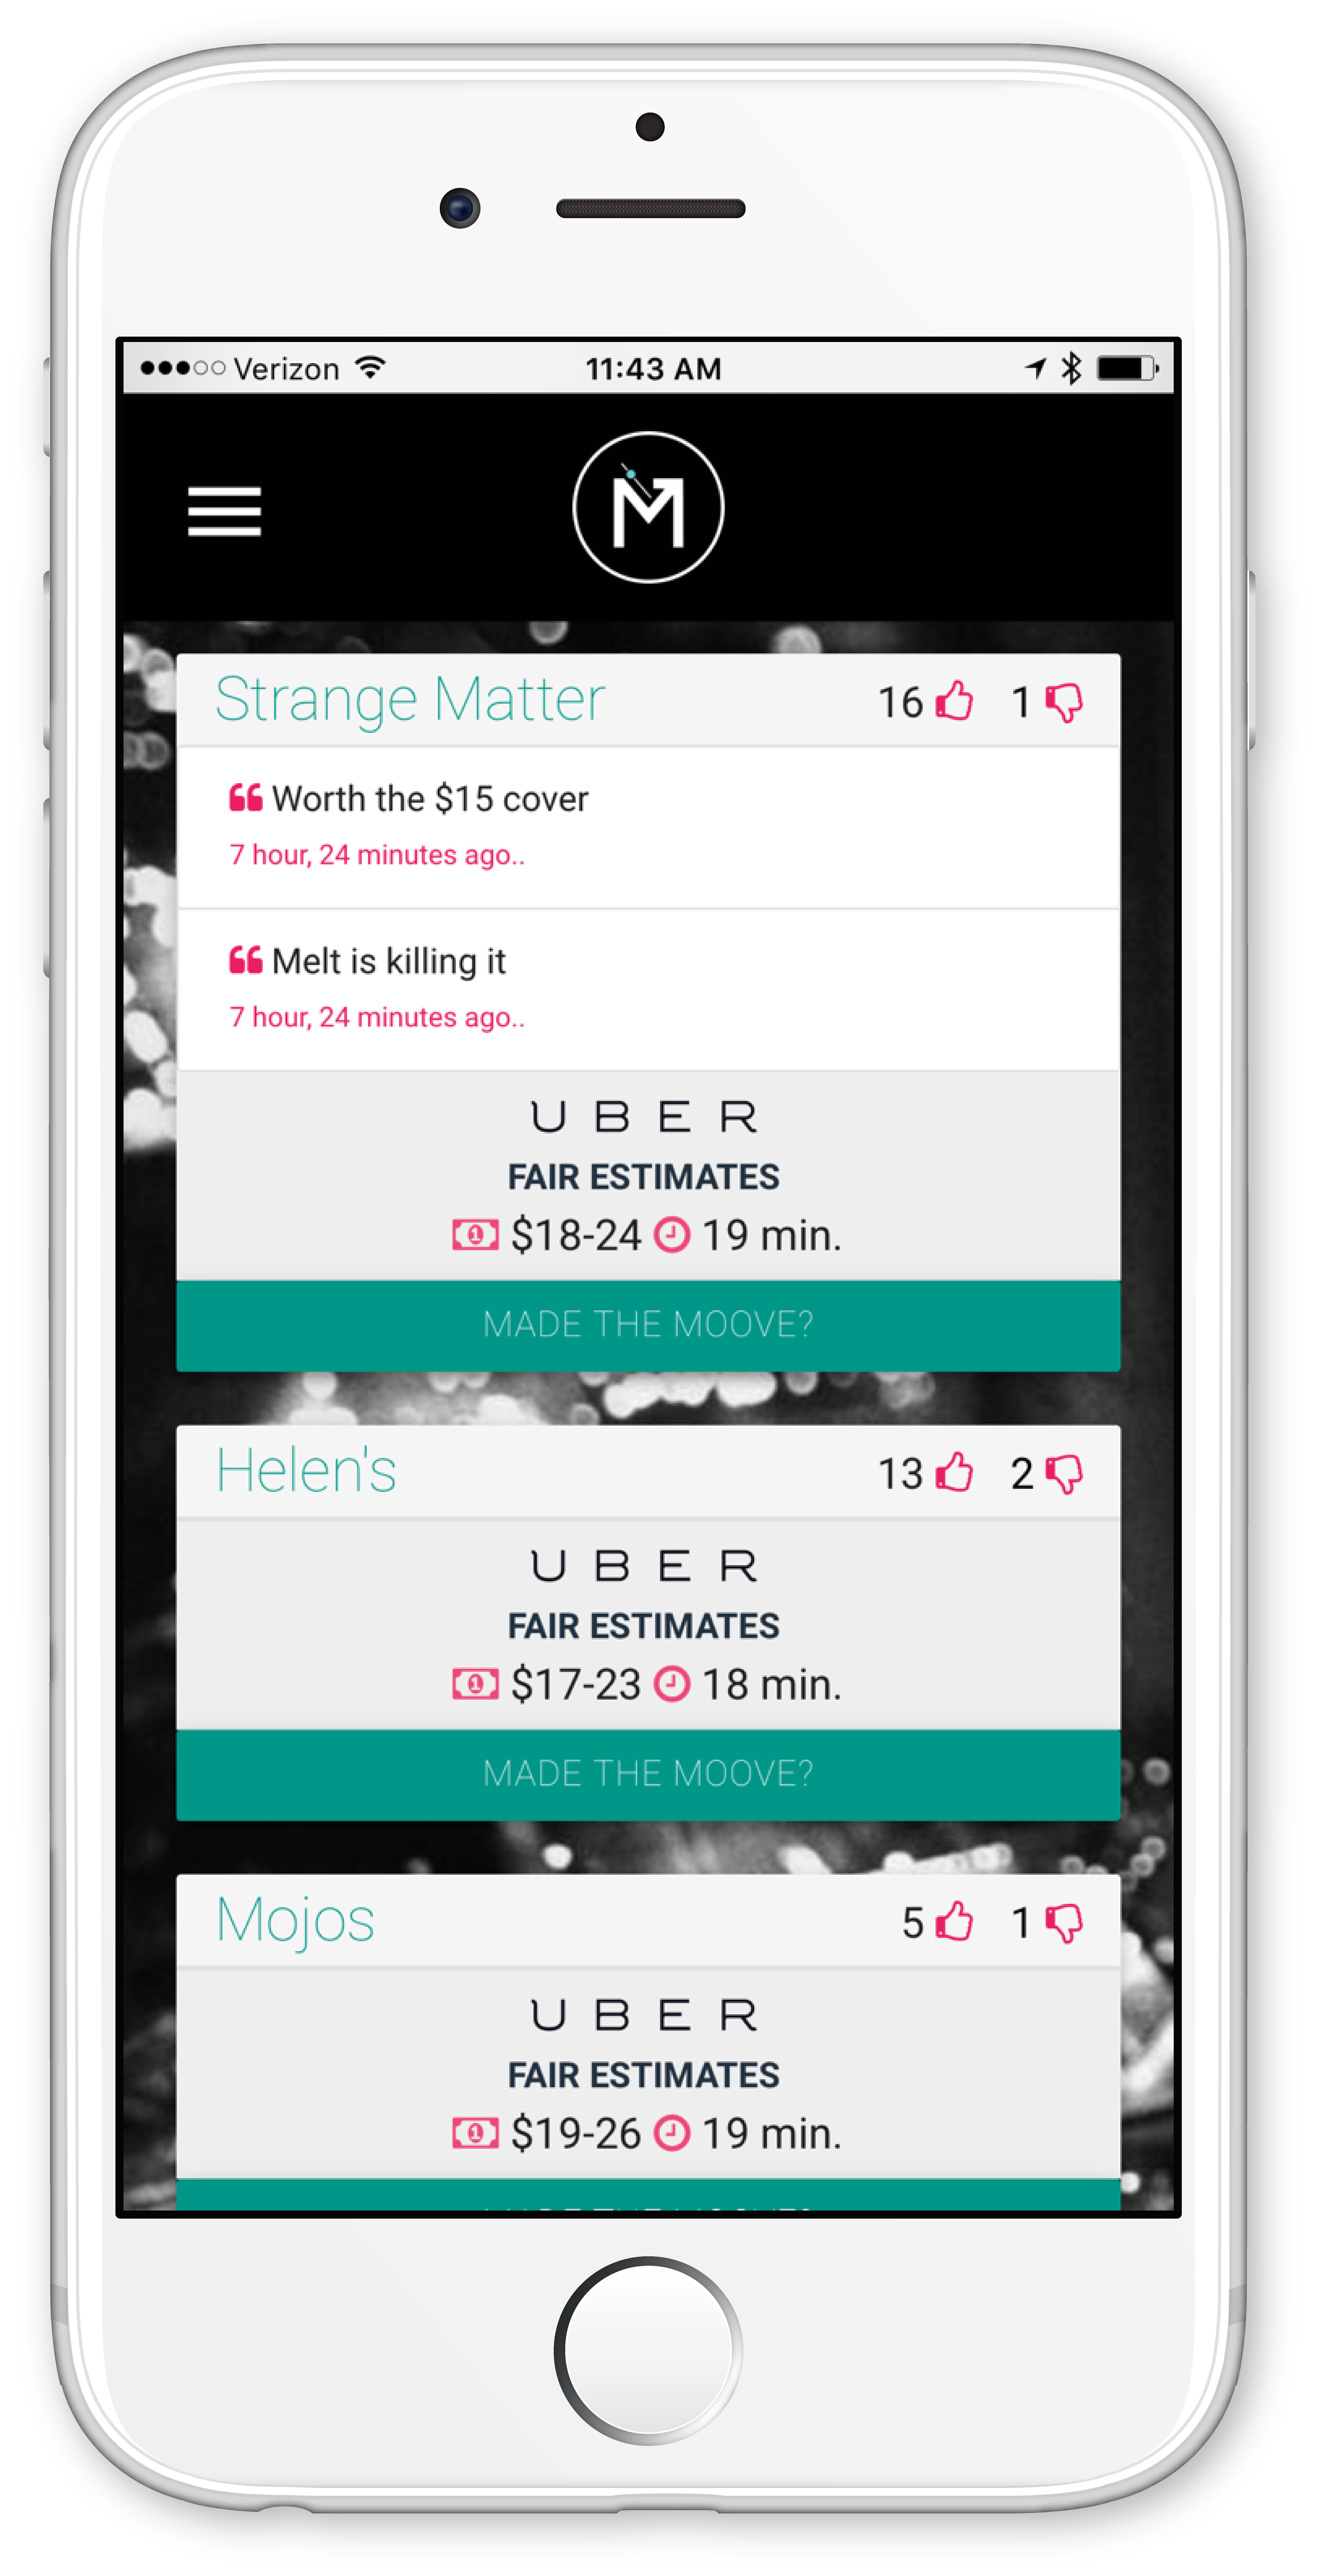 Verizon 11:43 AM
M
Strange Matter 16 1
Worth the $15 cover
7 hour, 24 minutes ago..
Melt is killing it
7 hour, 24 minutes ago..
UBER
FAIR ESTIMATES
$18-24 19 min.
MADE THE MOOVE?
Helen's 13 2
UBER
FAIR ESTIMATES
$17-23 18 min.
MADE THE MOOVE?
Mojos 5 1
UBER
FAIR ESTIMATES
$19-26 19 min.